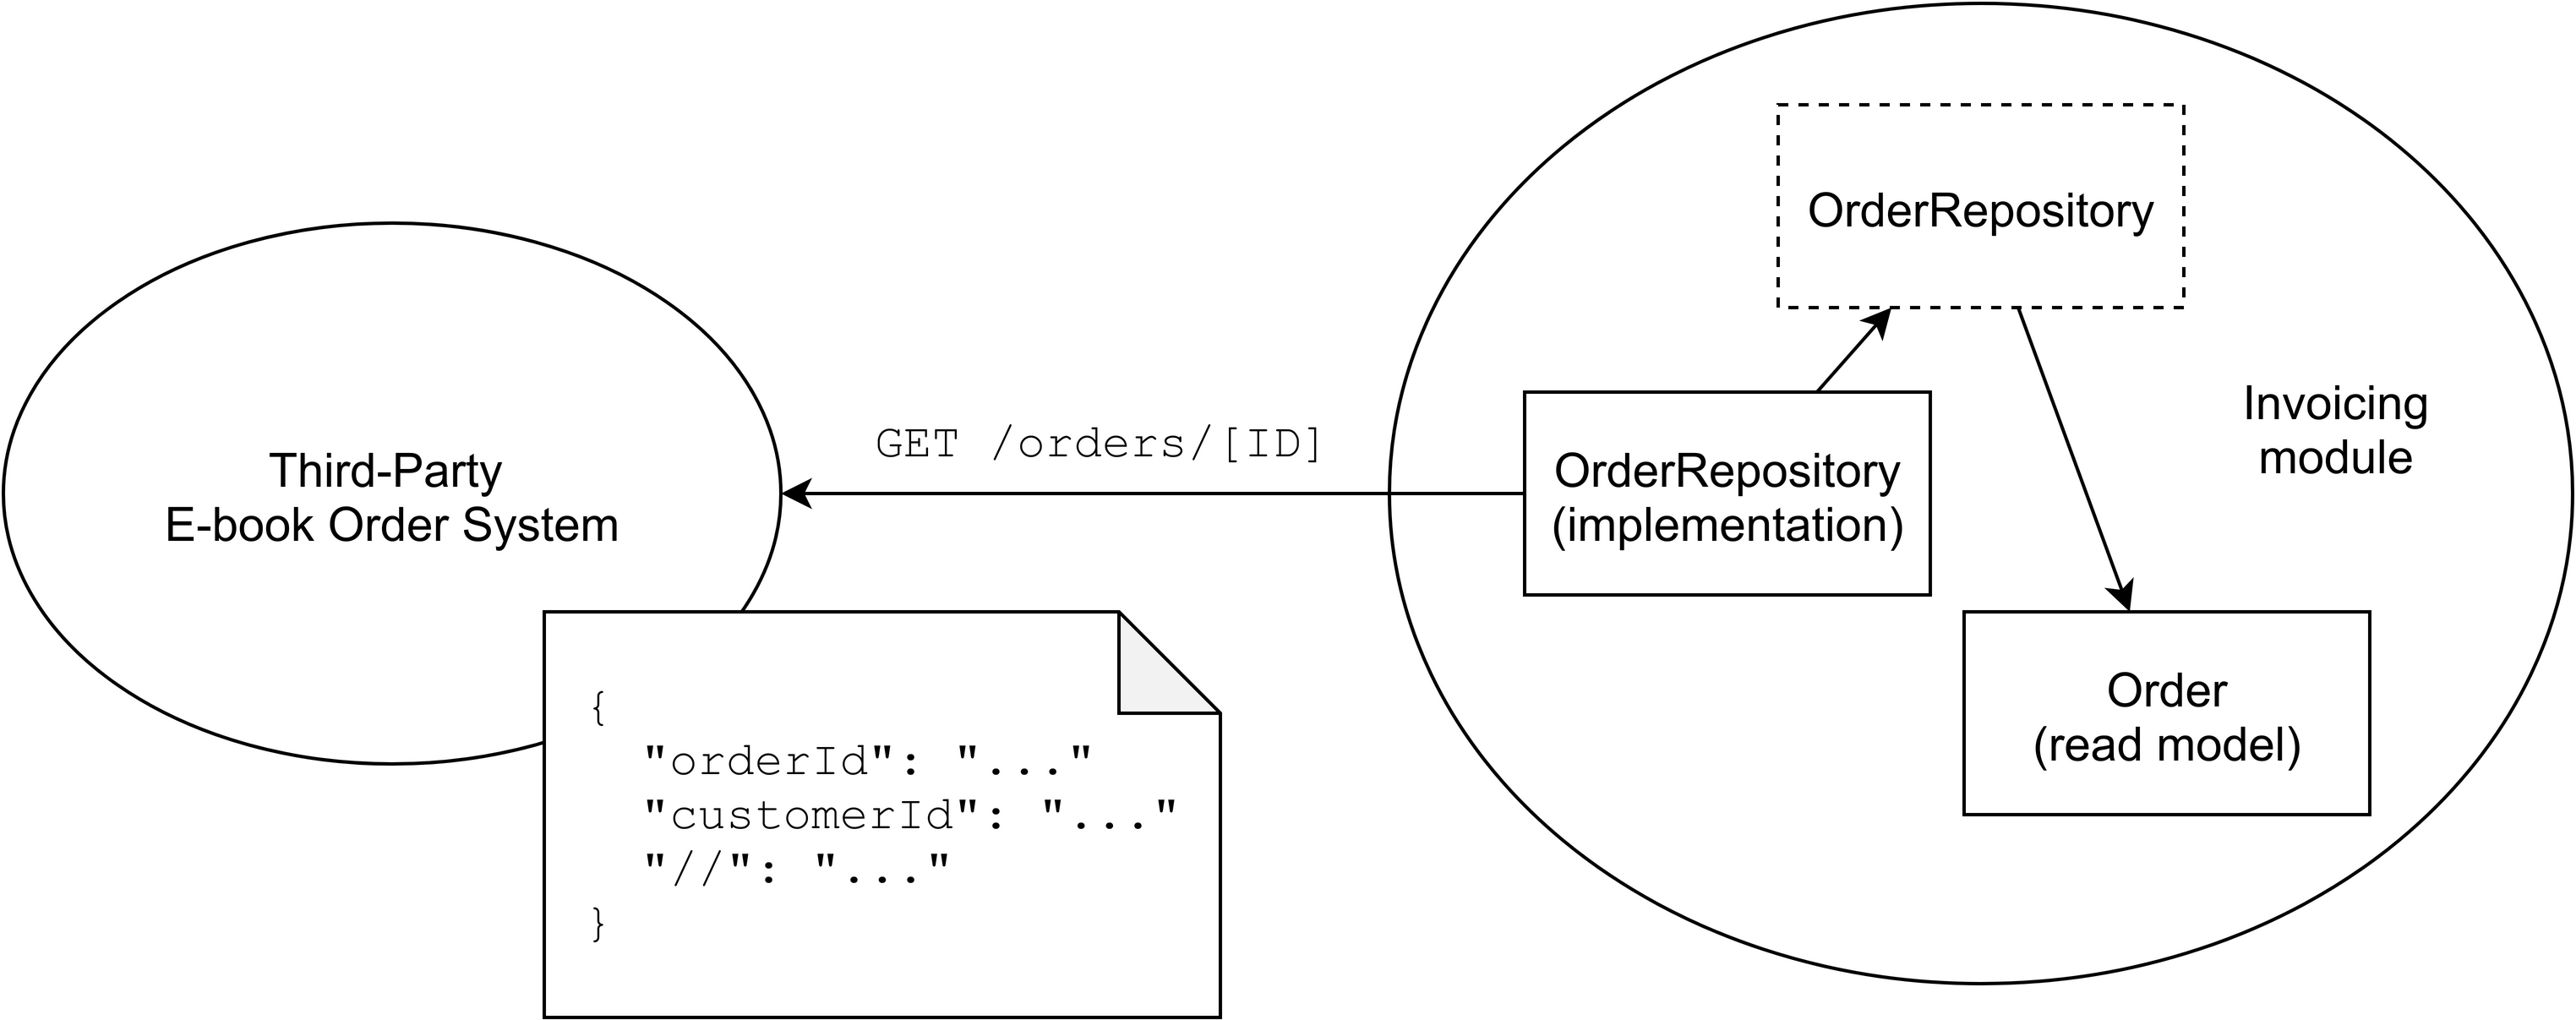 Third-Party
E-book Order System
GET /orders/[ID]
{
"orderId": "..."
"customerId": "..."
"//": "..."
}
OrderRepository
OrderRepository
(implementation)
Invoicing
module
Order
(read model)